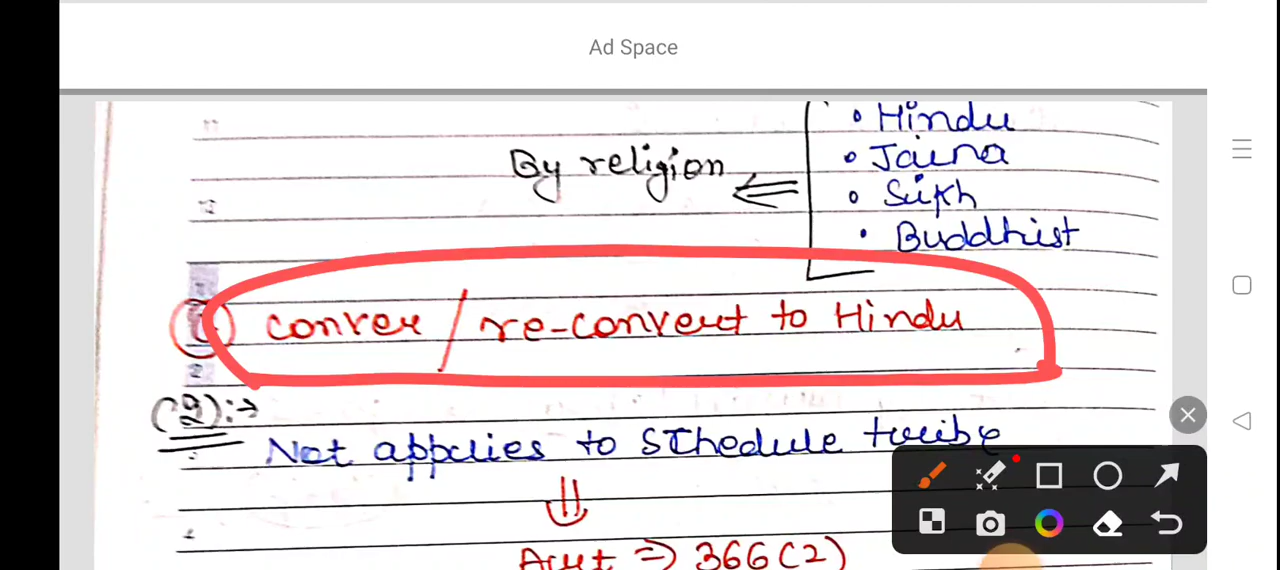 Ad Space
• Hindu
By religion
• Jaina
• Sikh
• Buddhist
conver / re-convert to Hindu
(2):→
Not applies to Schedule tribe
Art ⇒ 366(2)